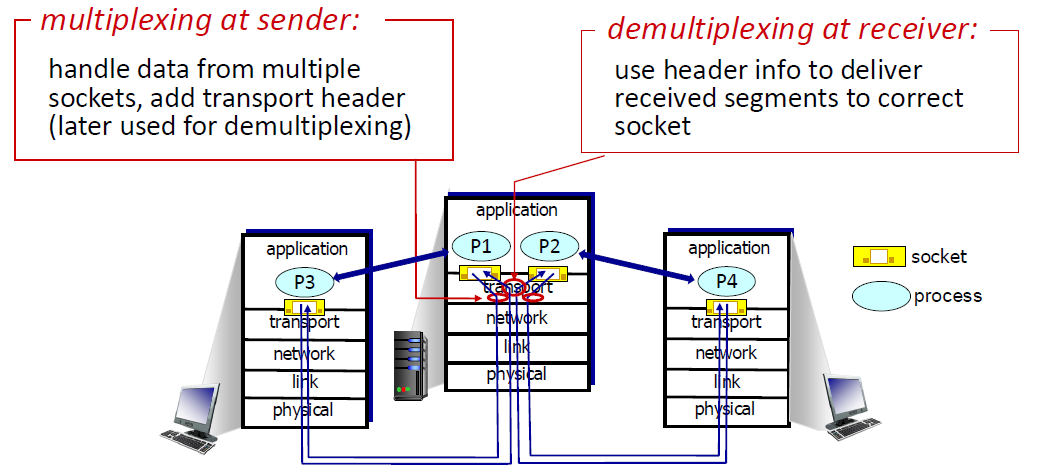 multiplexing at sender:
handle data from multiple
sockets, add transport header
(later used for demultiplexing)
demultiplexing at receiver:
use header info to deliver
received segments to correct
socket
application
P3
transport
network
link
physical
application
P1 P2
transport
network
link
physical
application
P4
transport
network
link
physical
socket
process